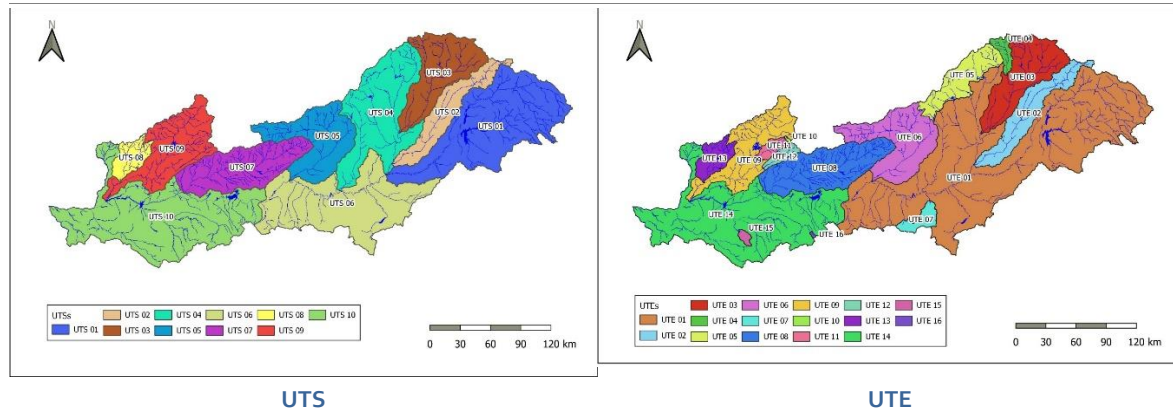 N
UTS 03
UTS 04
UTS 02
UTS 01
UTS 05
UTS 08
UTS 09
UTS 07
UTS 06
UTS 10
UTSs
UTS 01
UTS 02
UTS 03
UTS 04
UTS 05
UTS 06
UTS 07
UTS 08
UTS 09
UTS 10
0 30 60 90 120 km
UTS
N
UTE 04
UTE 05
UTE 03
UTE 02
UTE 10
UTE 06
UTE 11
UTE 12
UTE 13
UTE 09
UTE 08
UTE 01
UTE 14
UTE 07
UTE 15
UTE 16
UTEs
UTE 01
UTE 02
UTE 03
UTE 04
UTE 05
UTE 06
UTE 07
UTE 08
UTE 09
UTE 10
UTE 11
UTE 12
UTE 13
UTE 14
UTE 15
UTE 16
0 30 60 90 120 km
UTE